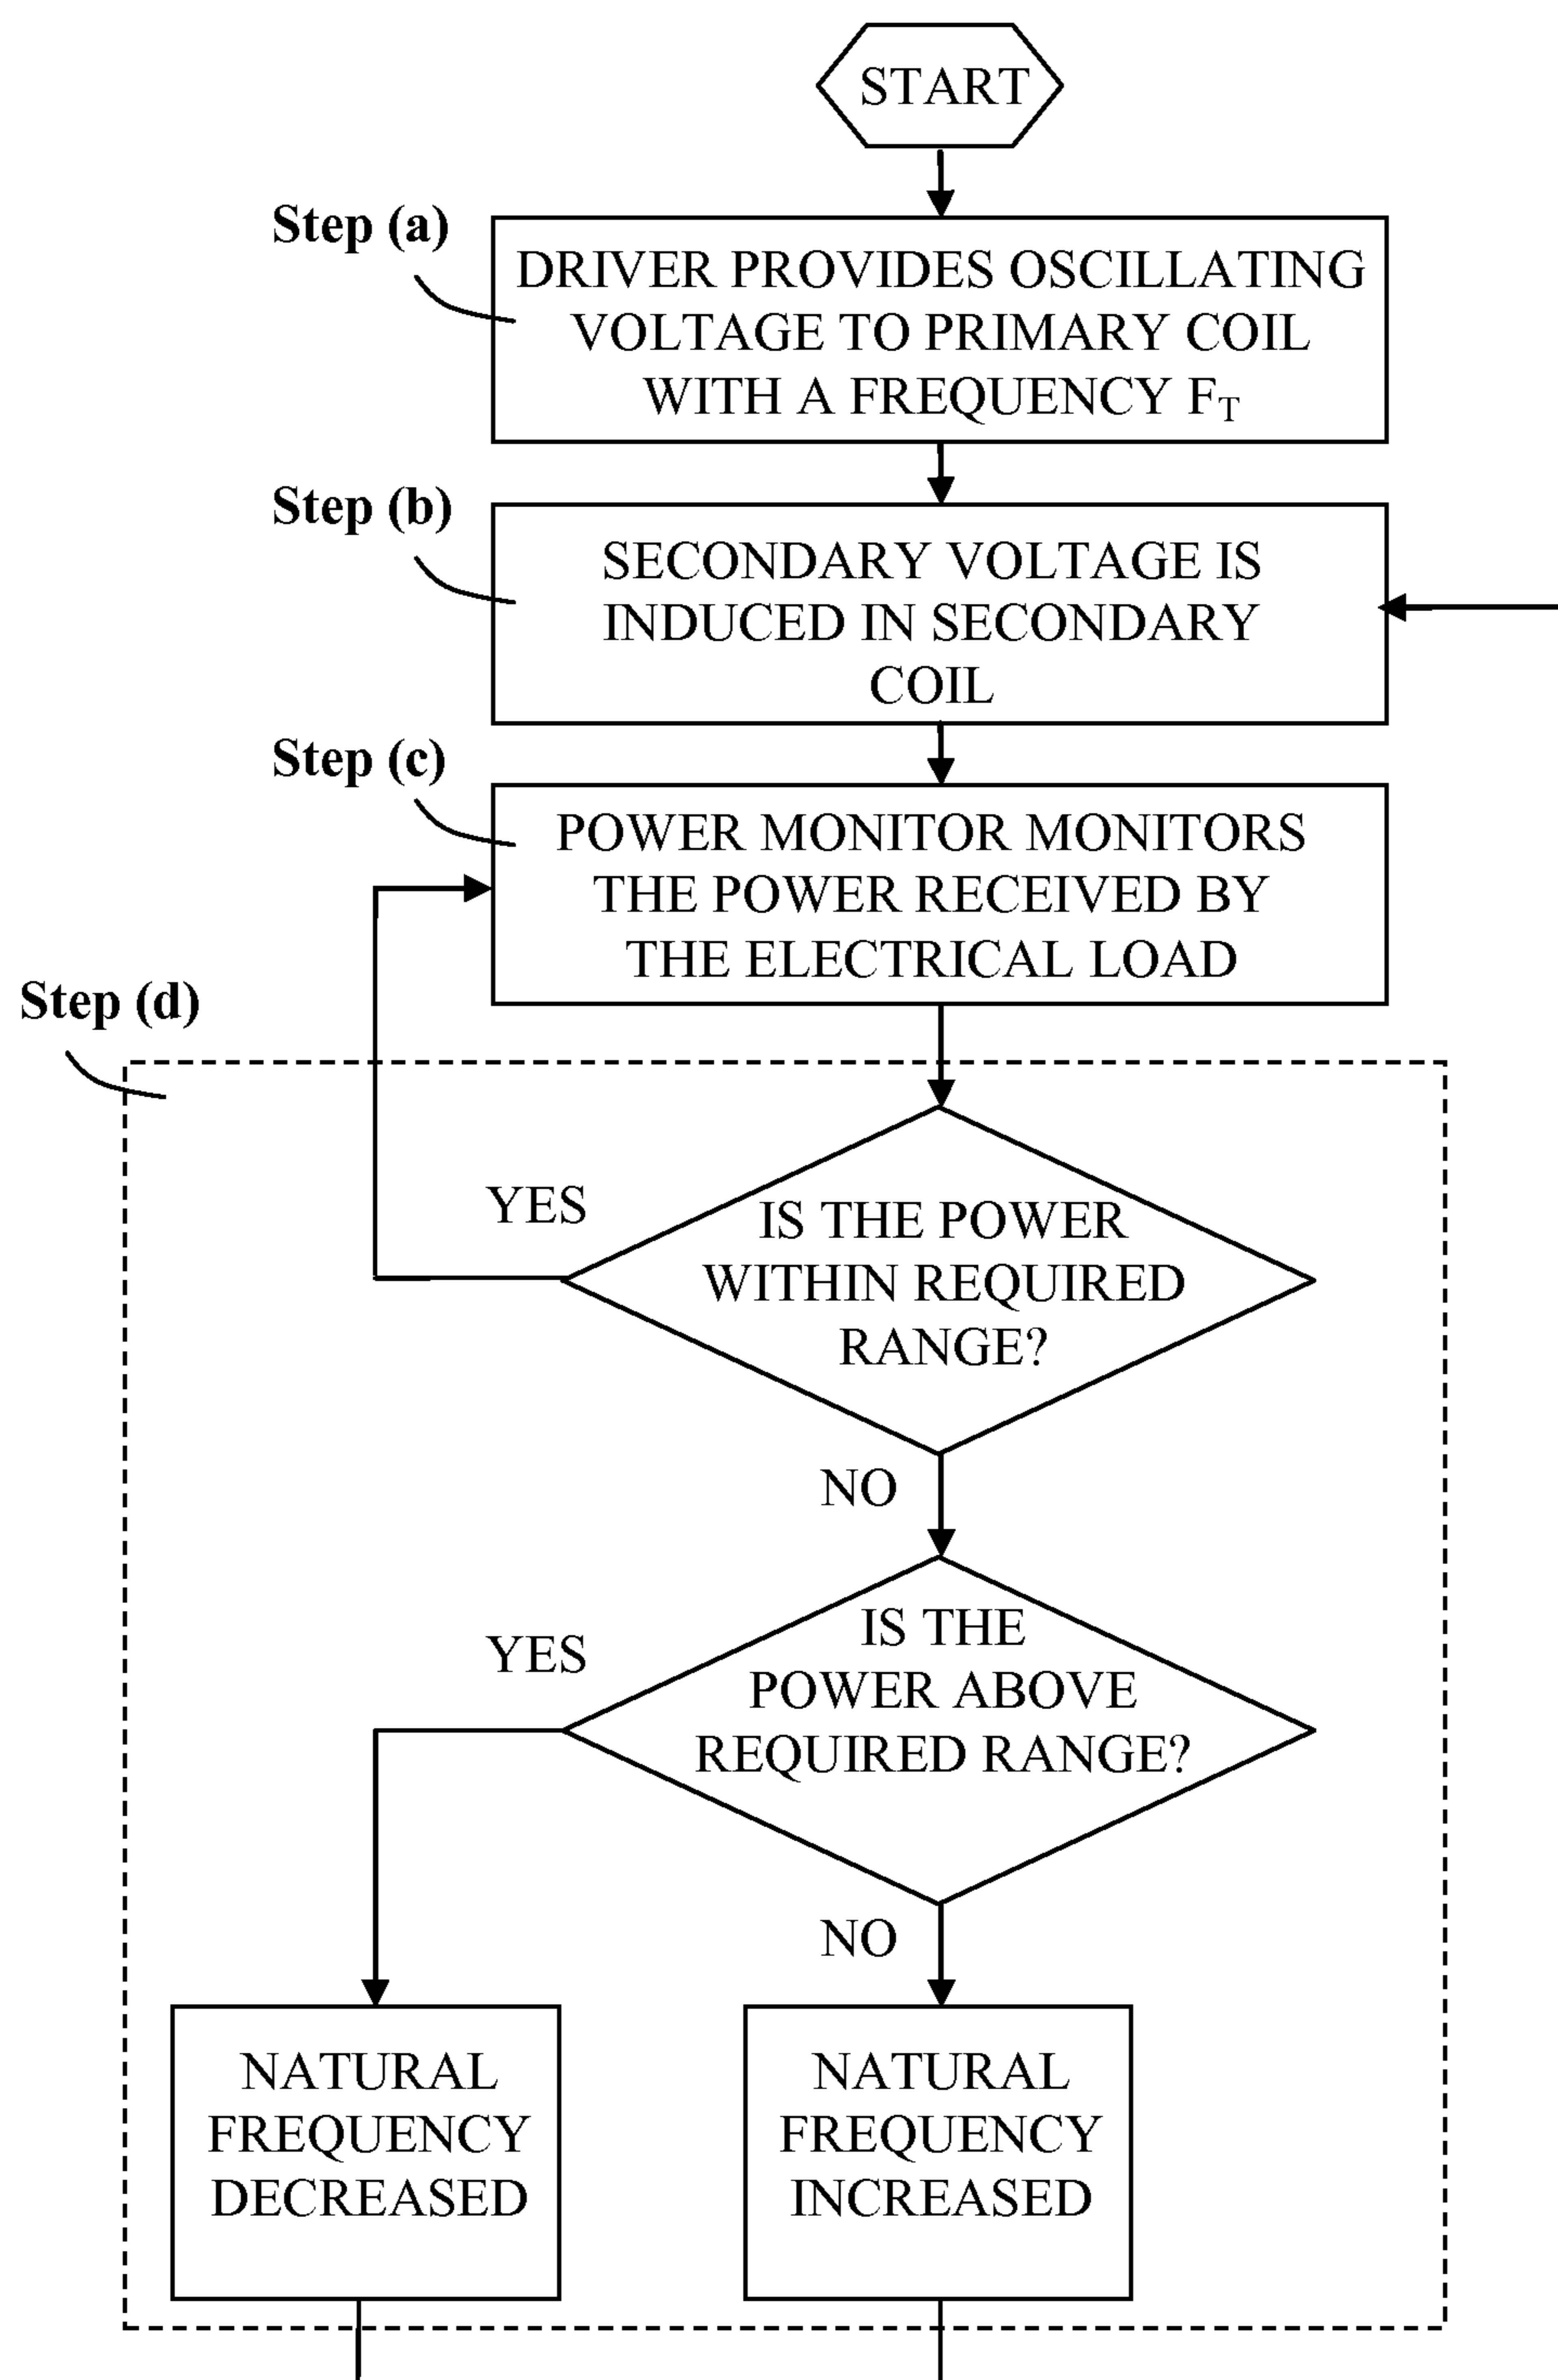 START
Step (a)
DRIVER PROVIDES OSCILLATING
VOLTAGE TO PRIMARY COIL
WITH A FREQUENCY F_T
Step (b)
SECONDARY VOLTAGE IS
INDUCED IN SECONDARY
COIL
Step (c)
POWER MONITOR MONITORS
THE POWER RECEIVED BY
THE ELECTRICAL LOAD
Step (d)
YES
IS THE POWER
WITHIN REQUIRED
RANGE?
NO
YES
IS THE
POWER ABOVE
REQUIRED RANGE?
NO
NATURAL
FREQUENCY
DECREASED
NATURAL
FREQUENCY
INCREASED